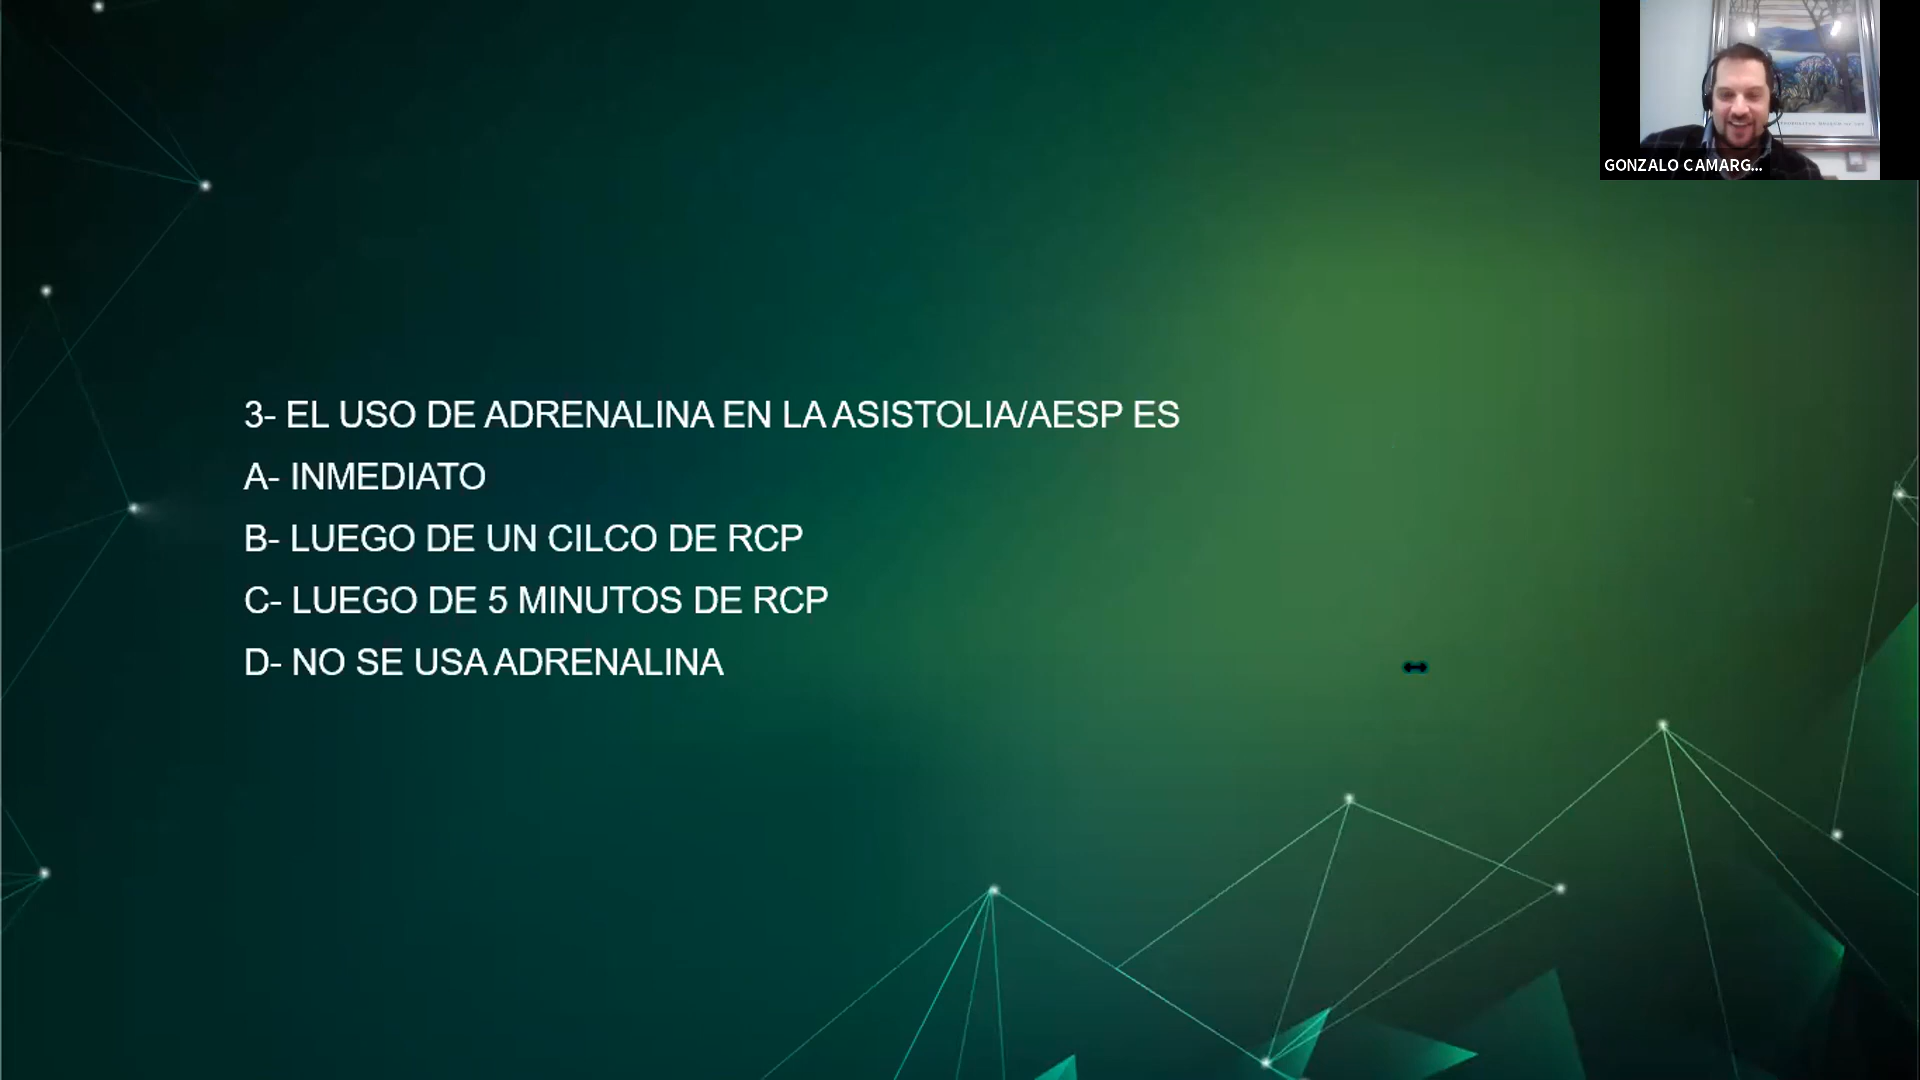 GONZALO CAMARG...
3- EL USO DE ADRENALINA EN LA ASISTOLIA/AESP ES
A- INMEDIATO
B- LUEGO DE UN CILCO DE RCP
C- LUEGO DE 5 MINUTOS DE RCP
D- NO SE USA ADRENALINA